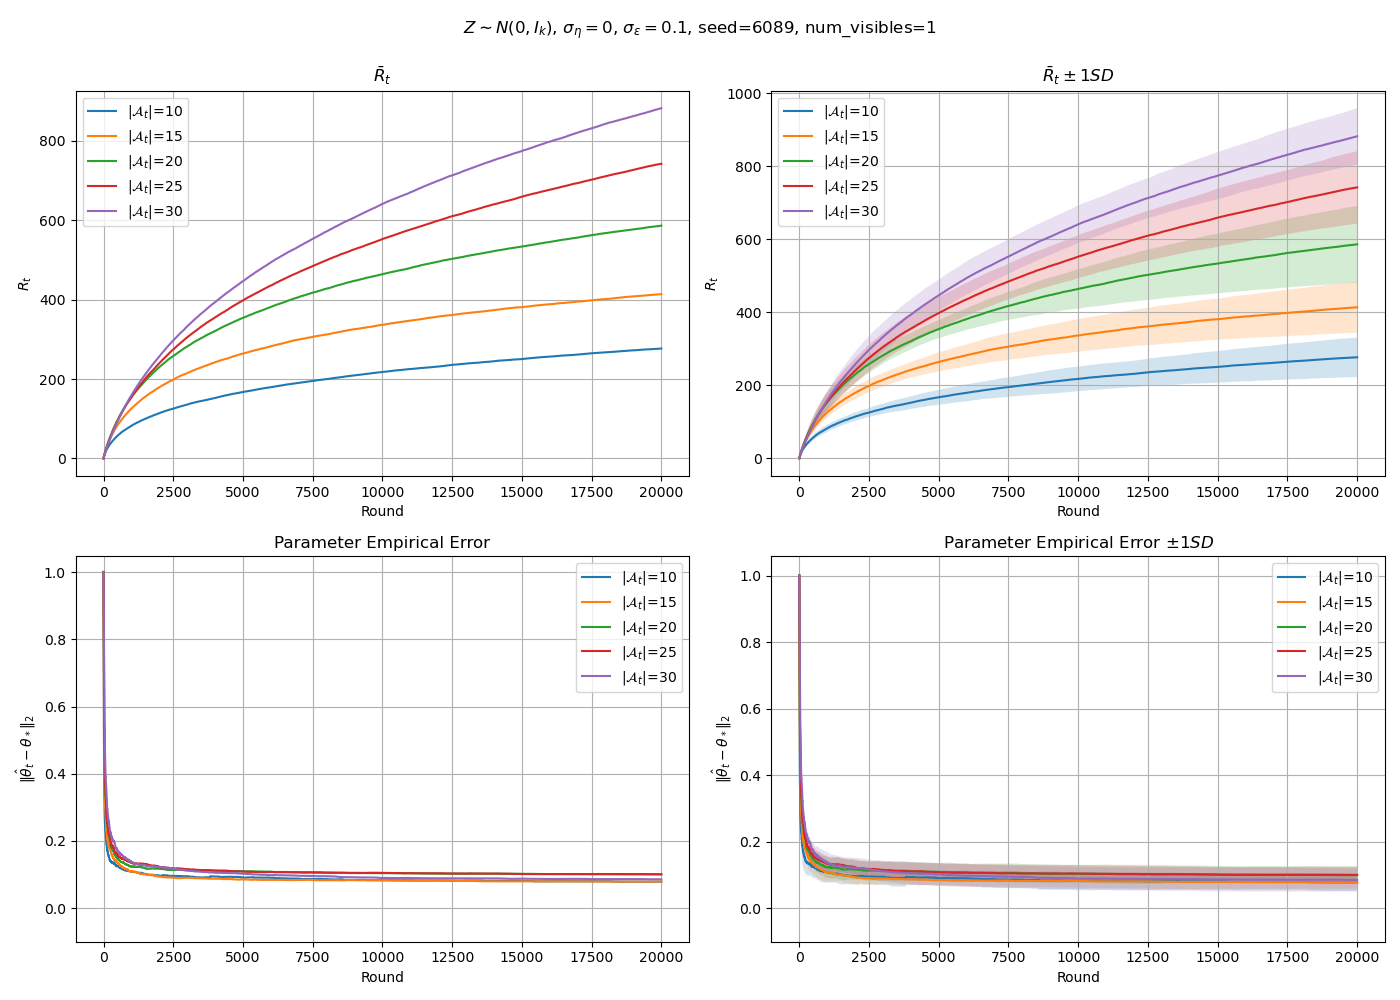 Z ∼ N(0, I_k), σ_η = 0, σ_ε = 0.1, seed=6089, num_visibles=1
R̄_t
R_t
800
600
400
200
0
|𝒜_t|=10
|𝒜_t|=15
|𝒜_t|=20
|𝒜_t|=25
|𝒜_t|=30
0 2500 5000 7500 10000 12500 15000 17500 20000
Round
R̄_t ± 1SD
R_t
1000
800
600
400
200
0
|𝒜_t|=10
|𝒜_t|=15
|𝒜_t|=20
|𝒜_t|=25
|𝒜_t|=30
0 2500 5000 7500 10000 12500 15000 17500 20000
Round
Parameter Empirical Error
‖θ̂_t − θ_*‖_2
1.0
0.8
0.6
0.4
0.2
0.0
|𝒜_t|=10
|𝒜_t|=15
|𝒜_t|=20
|𝒜_t|=25
|𝒜_t|=30
0 2500 5000 7500 10000 12500 15000 17500 20000
Round
Parameter Empirical Error ±1SD
‖θ̂_t − θ_*‖_2
1.0
0.8
0.6
0.4
0.2
0.0
|𝒜_t|=10
|𝒜_t|=15
|𝒜_t|=20
|𝒜_t|=25
|𝒜_t|=30
0 2500 5000 7500 10000 12500 15000 17500 20000
Round